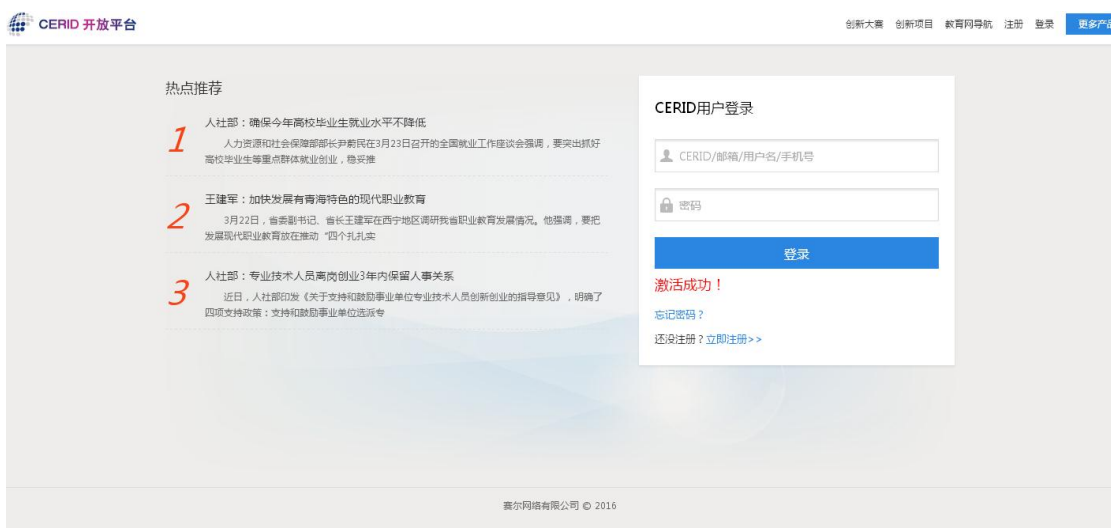 CERID 开放平台
创新大赛 创新项目 教育网导航 注册 登录 更多产品
热点推荐
1
人社部：确保今年高校毕业生就业水平不降低
人力资源和社会保障部部长尹蔚民在3月23日召开的全国就业工作座谈会强调，要突出抓好
高校毕业生等重点群体就业创业，稳妥推
2
王建军：加快发展有青海特色的现代职业教育
3月22日，省委副书记、省长王建军在西宁地区调研我省职业教育发展情况。他强调，要把
发展现代职业教育放在推动“四个扎扎实
3
人社部：专业技术人员离岗创业3年内保留人事关系
近日，人社部印发《关于支持和鼓励事业单位专业技术人员创新创业的指导意见》，明确了
四项支持政策：支持和鼓励事业单位选派专
CERID用户登录
CERID/邮箱/用户名/手机号
密码
登录
激活成功！
忘记密码？
还没注册？立即注册>>
赛尔网络有限公司 © 2016